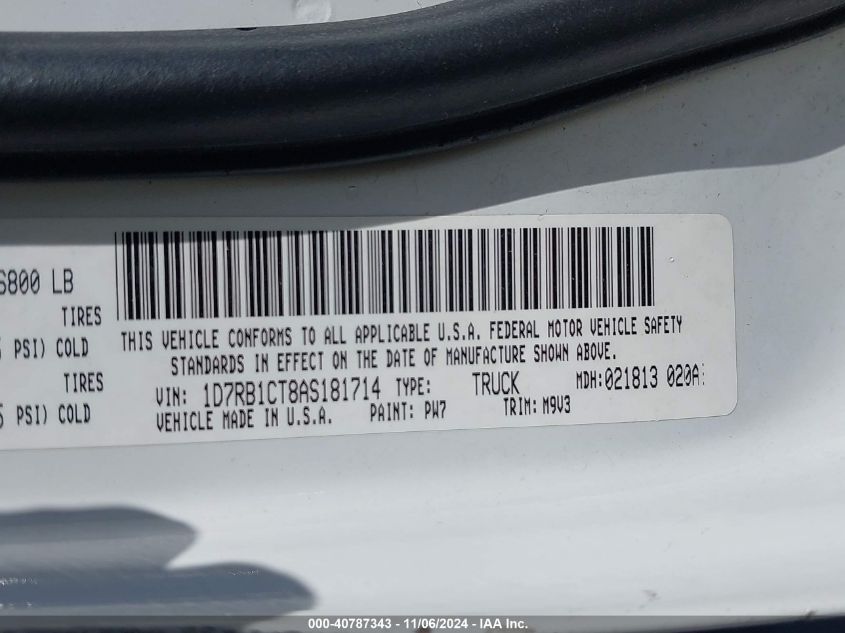 6800 LB
TIRES
PSI) COLD
TIRES
PSI) COLD
THIS VEHICLE CONFORMS TO ALL APPLICABLE U.S.A. FEDERAL MOTOR VEHICLE SAFETY
STANDARDS IN EFFECT ON THE DATE OF MANUFACTURE SHOWN ABOVE.
VIN: 1D7RB1CT8AS181714 TYPE: TRUCK MDH:021813 020A
VEHICLE MADE IN U.S.A. PAINT: PW7 TRIM: M9V3
000-40787343 - 11/06/2024 - IAA Inc.